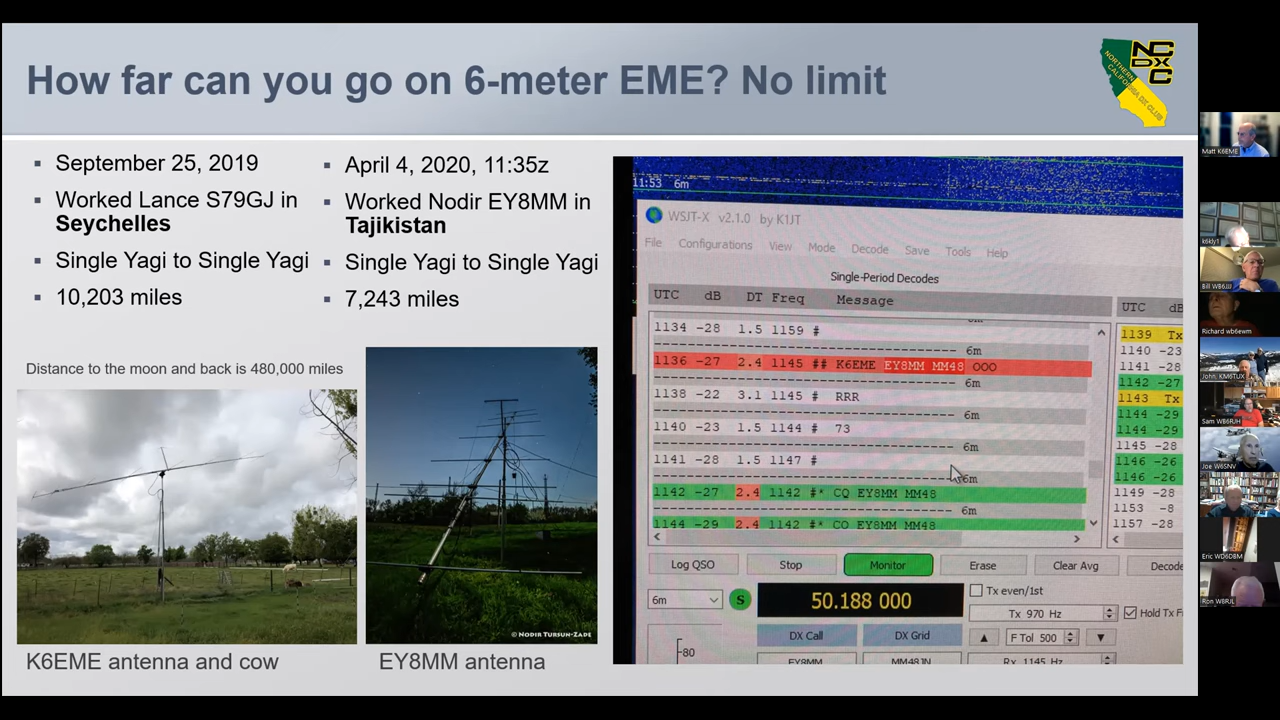 How far can you go on 6-meter EME? No limit
NORTHERN
CALIFORNIA DX CLUB
NC
DX
C
September 25, 2019
Worked Lance S79GJ in
Seychelles
Single Yagi to Single Yagi
10,203 miles
April 4, 2020, 11:35z
Worked Nodir EY8MM in
Tajikistan
Single Yagi to Single Yagi
7,243 miles
Distance to the moon and back is 480,000 miles
© NODIR TURSUN-ZADE
K6EME antenna and cow
EY8MM antenna
11:53 6m
WSJT-X v2.1.0 by K1JT
File Configurations View Mode Decode Save Tools Help
Single-Period Decodes
UTC dB DT Freq Message
1134 -28 1.5 1159 #
6m
1136 -27 2.4 1145 ## K6EME EY8MM MM48 OOO
6m
1138 -22 3.1 1145 # RRR
6m
1140 -23 1.5 1144 # 73
6m
1141 -28 1.5 1147 #
6m
1142 -27 2.4 1142 #* CQ EY8MM MM48
6m
1144 -29 2.4 1142 #* CQ EY8MM MM48
UTC dB
1139 Tx
1140 -23
1141 -28
1142 -27
1143 Tx
1144 -29
1144 -29
1145 -28
1146 -26
1146 -26
1149 -28
1153 -8
1157 -28
Log QSO Stop Monitor Erase Clear Avg Decode
6m S 50.188 000 Tx even/1st
Tx 970 Hz Hold Tx F
DX Call DX Grid F Tol 500
-80 EY8MM MM48JN Rx 1145 Hz
Matt K6EME
k6kly1
Bill WB6JJJ
Richard wb6ewm
John, KM6TUX
Sam WB6RJH
Joe W6SNV
Eric WD6DBM
Ron W8RJL